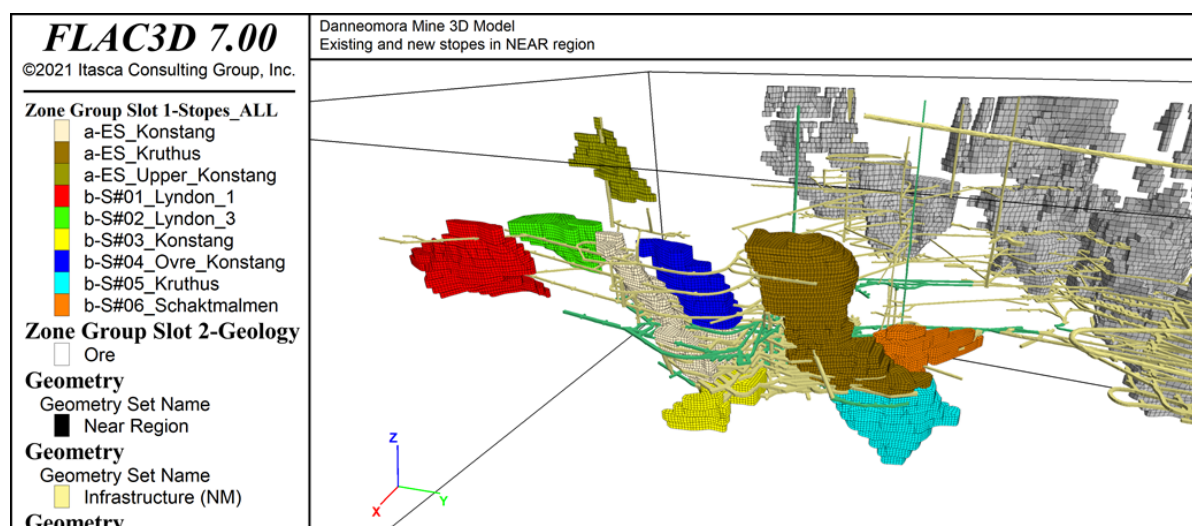 FLAC3D 7.00
©2021 Itasca Consulting Group, Inc.
Zone Group Slot 1-Stopes_ALL
a-ES_Konstang
a-ES_Kruthus
a-ES_Upper_Konstang
b-S#01_Lyndon_1
b-S#02_Lyndon_3
b-S#03_Konstang
b-S#04_Ovre_Konstang
b-S#05_Kruthus
b-S#06_Schaktmalmen
Zone Group Slot 2-Geology
Ore
Geometry
Geometry Set Name
Near Region
Geometry
Geometry Set Name
Infrastructure (NM)
Geometry
Danneomora Mine 3D Model
Existing and new stopes in NEAR region
Z
Y
X